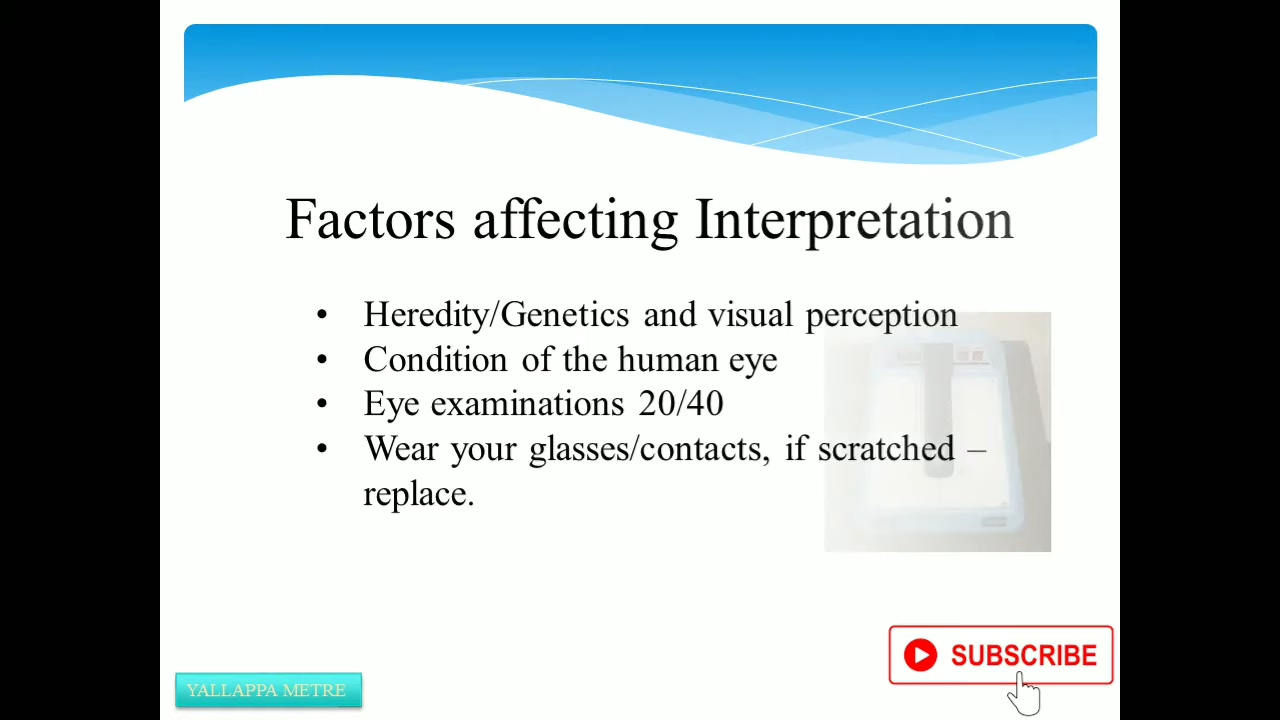 Factors affecting Interpretation
• Heredity/Genetics and visual perception
• Condition of the human eye
• Eye examinations 20/40
• Wear your glasses/contacts, if scratched –
replace.
SUBSCRIBE
YALLAPPA METRE